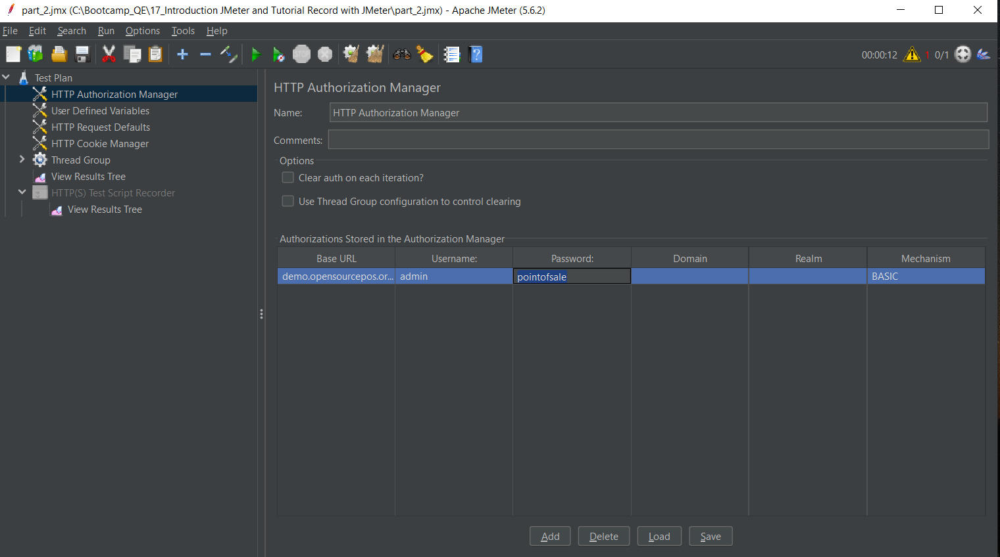 part_2.jmx (C:\Bootcamp_QE\17_Introduction JMeter and Tutorial Record with JMeter\part_2.jmx) - Apache JMeter (5.6.2)
File Edit Search Run Options Tools Help
STOP 00:00:12 1 0/1
Test Plan
HTTP Authorization Manager
User Defined Variables
HTTP Request Defaults
HTTP Cookie Manager
Thread Group
View Results Tree
HTTP(S) Test Script Recorder
View Results Tree
HTTP Authorization Manager
Name: HTTP Authorization Manager
Comments:
Options
Clear auth on each iteration?
Use Thread Group configuration to control clearing
Authorizations Stored in the Authorization Manager
Base URL Username: Password: Domain Realm Mechanism
demo.opensourcepos.or... admin pointofsale BASIC
Add Delete Load Save